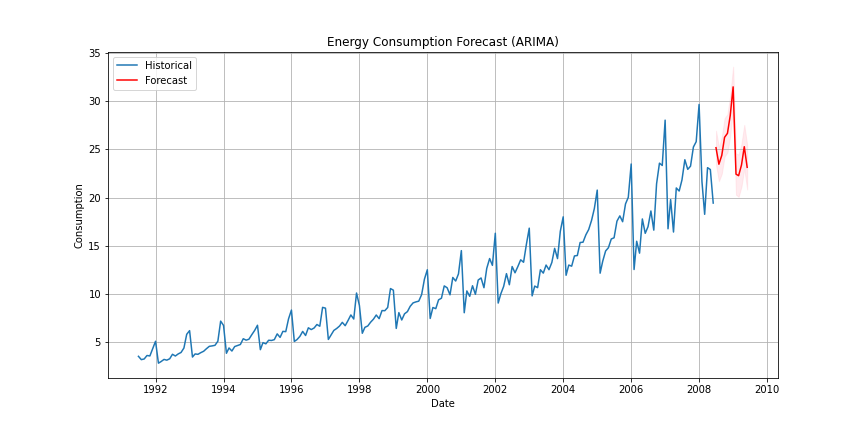 Energy Consumption Forecast (ARIMA)
Historical
Forecast
35
30
25
20
15
10
5
Consumption
1992 1994 1996 1998 2000 2002 2004 2006 2008 2010
Date